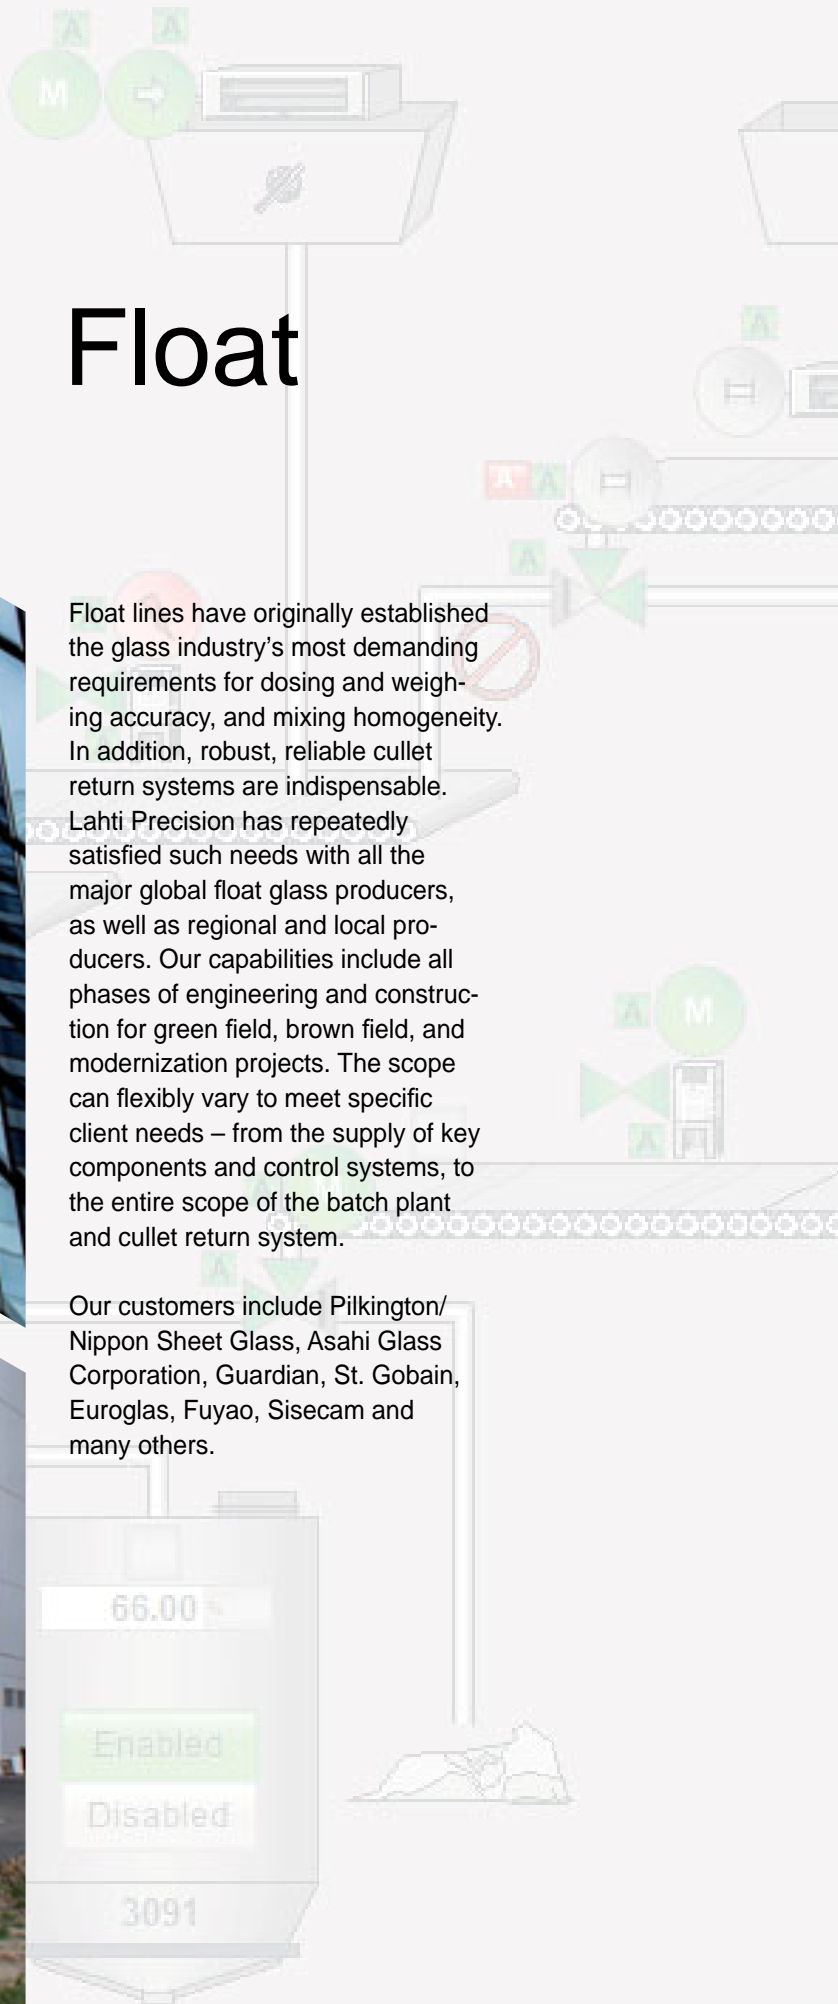 A
A
M
Float
A
A
A
A
Float lines have originally established
the glass industry’s most demanding
requirements for dosing and weigh-
ing accuracy, and mixing homogeneity.
In addition, robust, reliable cullet
return systems are indispensable.
Lahti Precision has repeatedly
satisfied such needs with all the
major global float glass producers,
as well as regional and local pro-
ducers. Our capabilities include all
phases of engineering and construc-
tion for green field, brown field, and
modernization projects. The scope
can flexibly vary to meet specific
client needs – from the supply of key
components and control systems, to
the entire scope of the batch plant
and cullet return system.
A
M
A
A
Our customers include Pilkington/
Nippon Sheet Glass, Asahi Glass
Corporation, Guardian, St. Gobain,
Euroglas, Fuyao, Sisecam and
many others.
66.00
Enabled
Disabled
3091